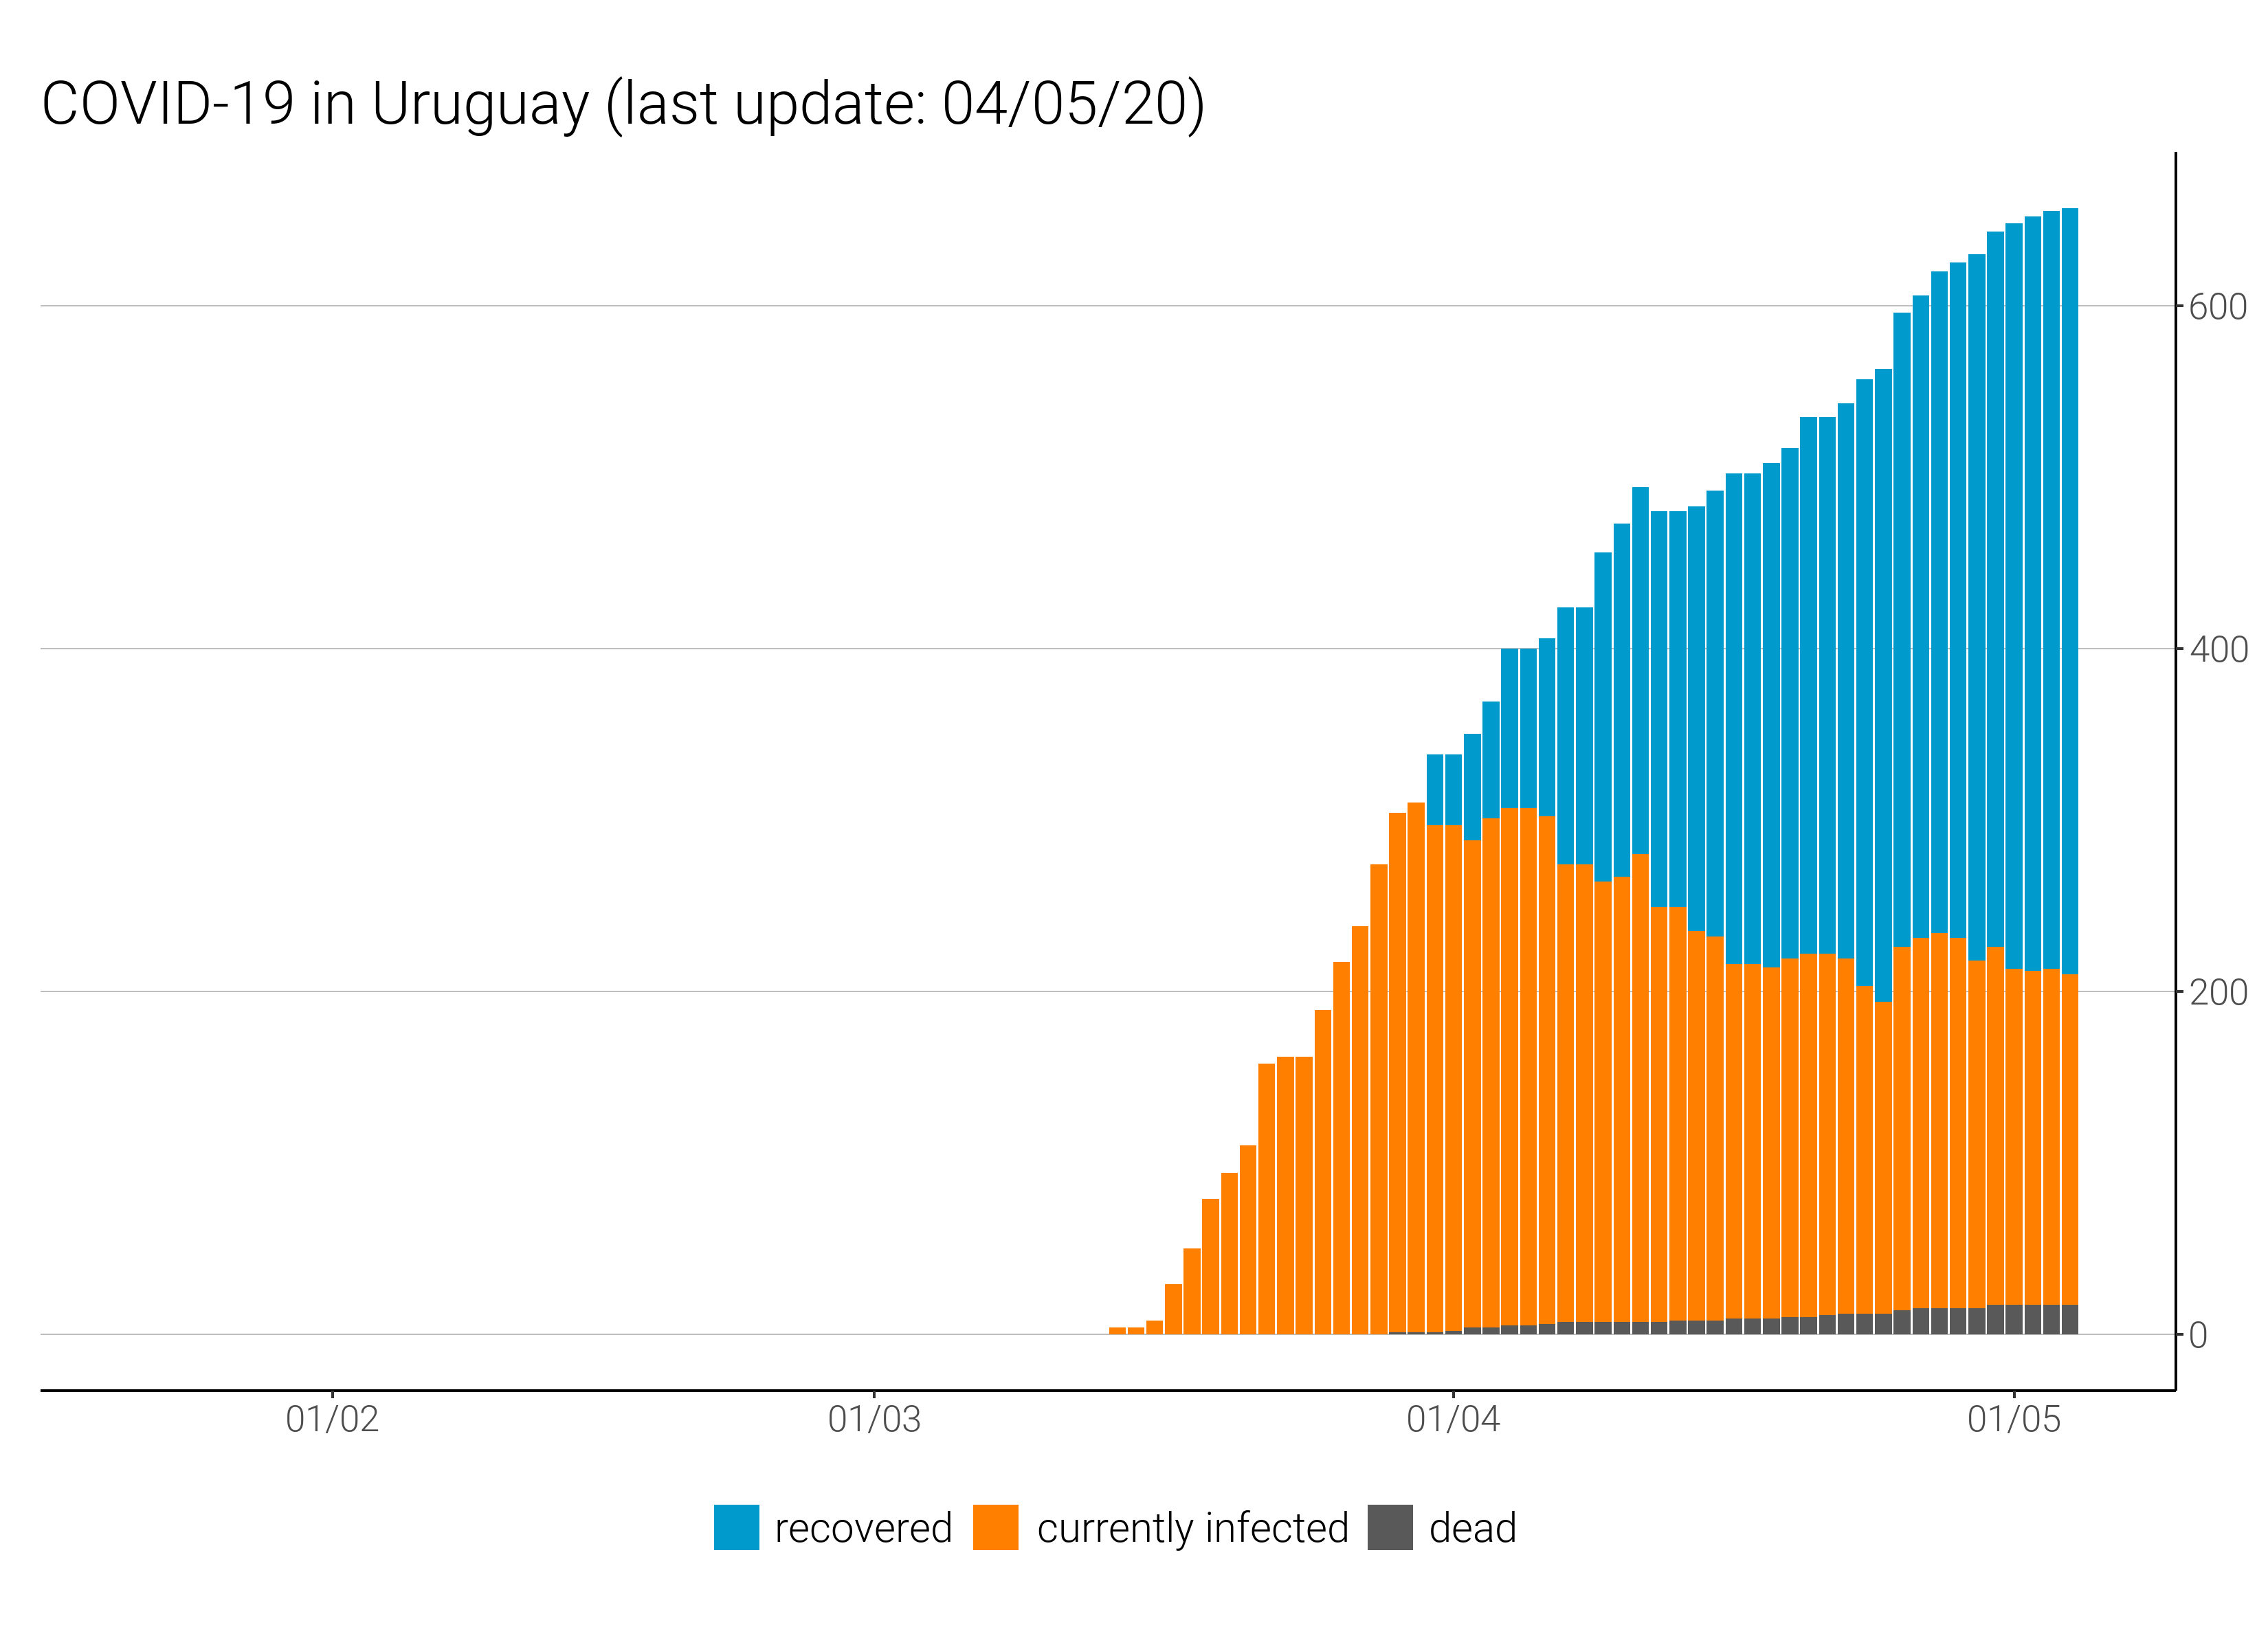 COVID-19 in Uruguay (last update: 04/05/20)
600
400
200
0
01/02 01/03 01/04 01/05
recovered currently infected dead